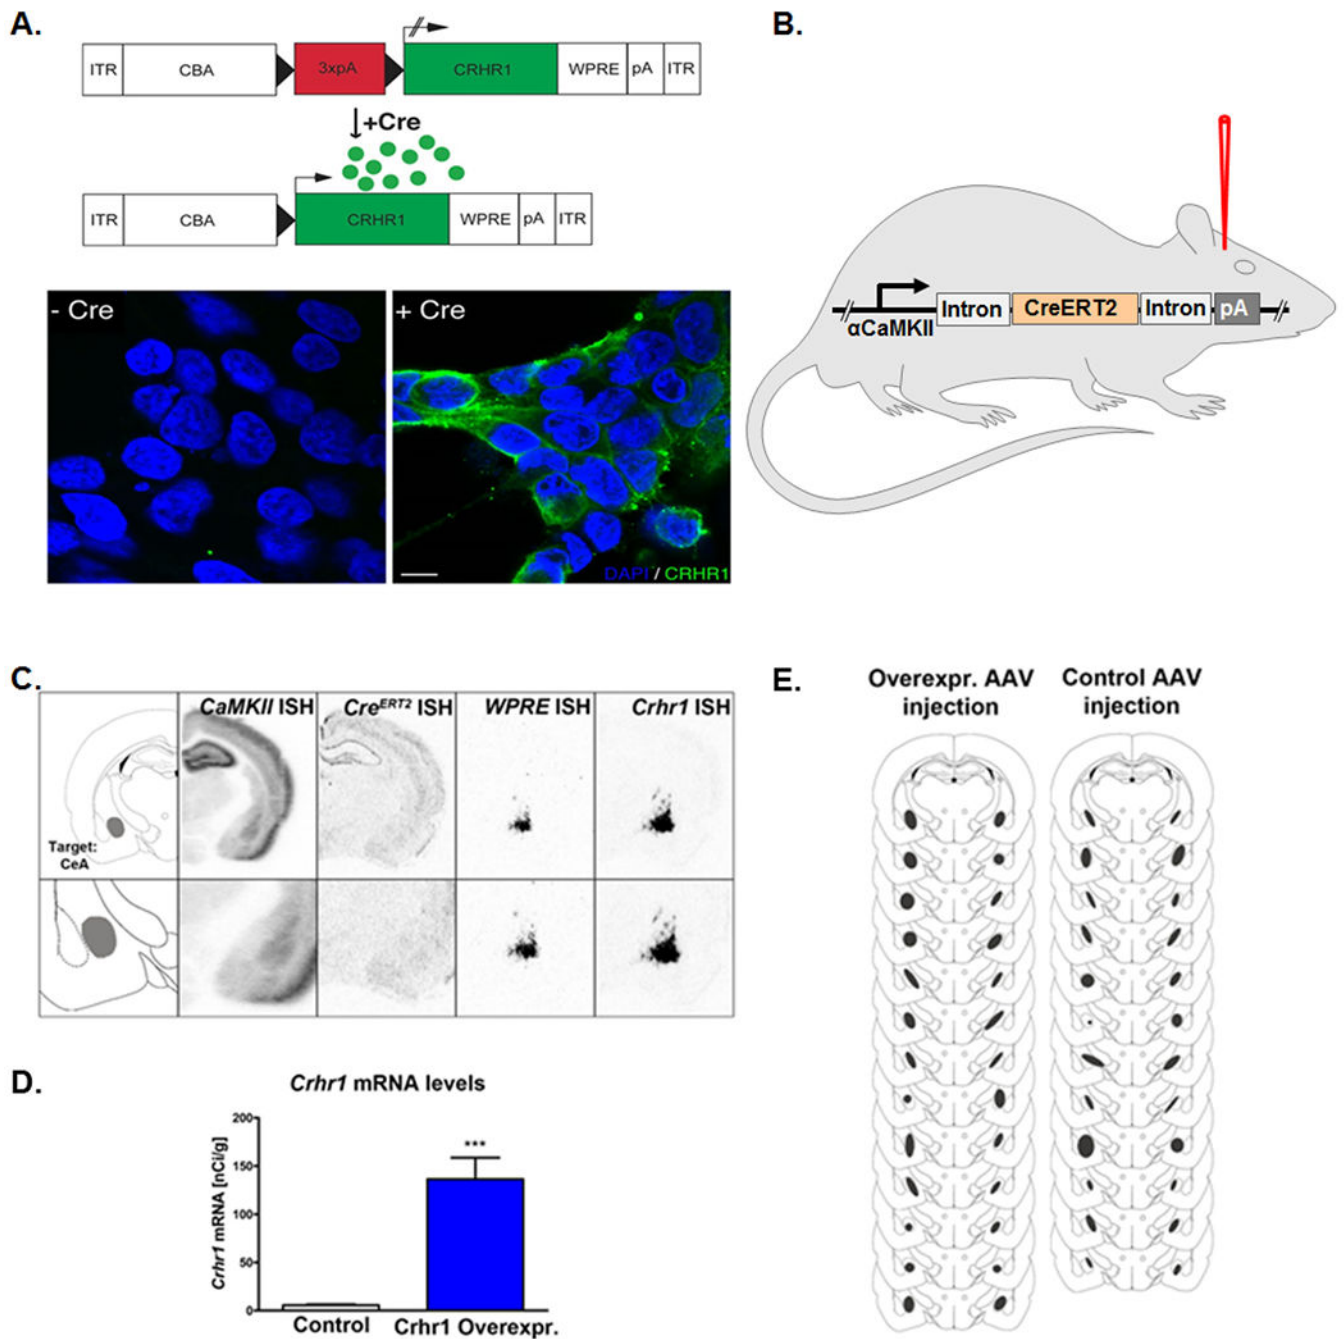 A.
ITR CBA 3xpA CRHR1 WPRE pA ITR
+Cre
ITR CBA CRHR1 WPRE pA ITR
- Cre
+ Cre
DAPI / CRHR1
B.
αCaMKII Intron CreERT2 Intron pA
C.
CaMKII ISH
CreERT2 ISH
WPRE ISH
Crhr1 ISH
Target:
CeA
D.
Crhr1 mRNA levels
Crhr1 mRNA [nCi/g]
200
150
100
50
0
***
Control
Crhr1 Overexpr.
E.
Overexpr. AAV
injection
Control AAV
injection